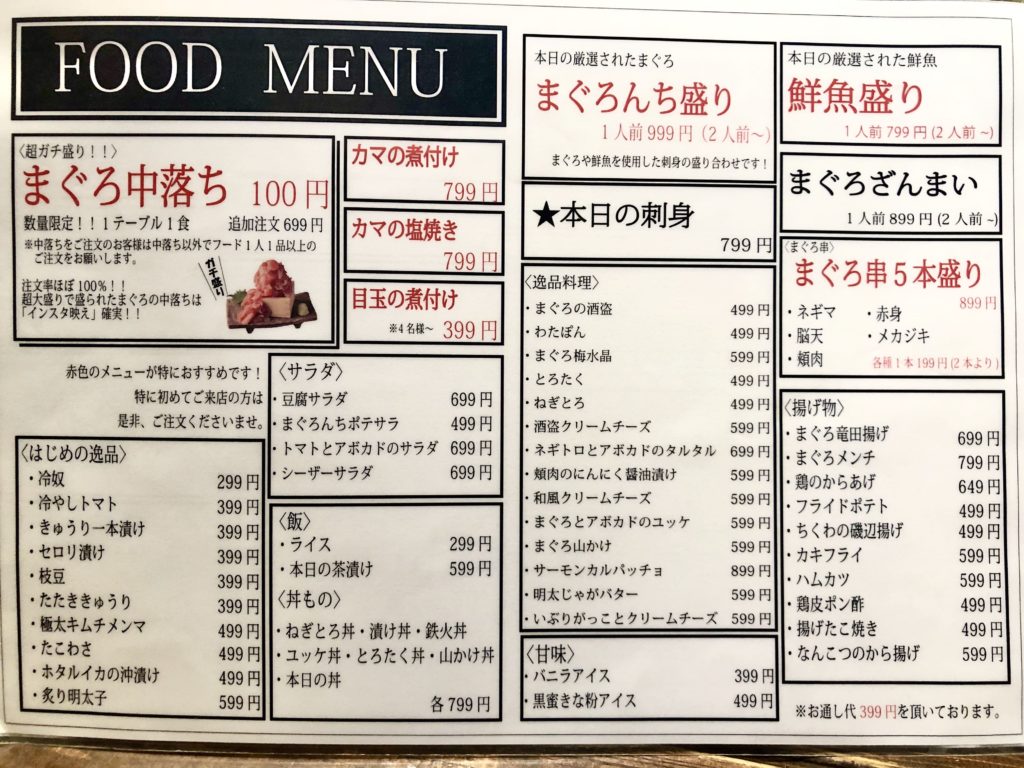 FOOD MENU
〈超ガチ盛り！！〉
まぐろ中落ち 100円
数量限定！！1テーブル1食 追加注文 699円
※中落ちをご注文のお客様は中落ち以外でフード1人1品以上の
ご注文をお願いします。
注文率ほぼ100％！！
超大盛りで盛られたまぐろの中落ちは
「インスタ映え」確実！！
ガチ盛り
カマの煮付け
799円
カマの塩焼き
799円
目玉の煮付け
※4名様～ 399円
赤色のメニューが特におすすめです！
特に初めてご来店の方は
是非、ご注文くださいませ。
〈はじめの逸品〉
・冷奴 299円
・冷やしトマト 399円
・きゅうり一本漬け 399円
・セロリ漬け 399円
・枝豆 399円
・たたききゅうり 399円
・極太キムチメンマ 499円
・たこわさ 499円
・ホタルイカの沖漬け 499円
・炙り明太子 599円
〈サラダ〉
・豆腐サラダ 699円
・まぐろんちポテサラ 499円
・トマトとアボカドのサラダ 699円
・シーザーサラダ 699円
〈飯〉
・ライス 299円
・本日の茶漬け 599円
〈丼もの〉
・ねぎとろ丼・漬け丼・鉄火丼
・ユッケ丼・とろたく丼・山かけ丼
・本日の丼
各799円
本日の厳選されたまぐろ
まぐろんち盛り
1人前 999円（2人前～）
まぐろや鮮魚を使用した刺身の盛り合わせです！
★本日の刺身
799円
〈逸品料理〉
・まぐろの酒盗 499円
・わたぽん 499円
・まぐろ梅水晶 599円
・とろたく 499円
・ねぎとろ 499円
・酒盗クリームチーズ 599円
・ネギトロとアボカドのタルタル 699円
・頬肉のにんにく醤油漬け 599円
・和風クリームチーズ 599円
・まぐろとアボカドのユッケ 599円
・まぐろ山かけ 599円
・サーモンカルパッチョ 899円
・明太じゃがバター 599円
・いぶりがっことクリームチーズ 599円
〈甘味〉
・バニラアイス 399円
・黒蜜きな粉アイス 499円
本日の厳選された鮮魚
鮮魚盛り
1人前 799円 (2人前～)
まぐろざんまい
1人前 899円 (2人前～)
〈まぐろ串〉
まぐろ串5本盛り
899円
・ネギマ ・赤身
・脳天 ・メカジキ
・頬肉
各種1本199円(2本より)
〈揚げ物〉
・まぐろ竜田揚げ 699円
・まぐろメンチ 799円
・鶏のからあげ 649円
・フライドポテト 499円
・ちくわの磯辺揚げ 499円
・カキフライ 599円
・ハムカツ 599円
・鶏皮ポン酢 499円
・揚げたこ焼き 499円
・なんこつのから揚げ 599円
※お通し代399円を頂いております。